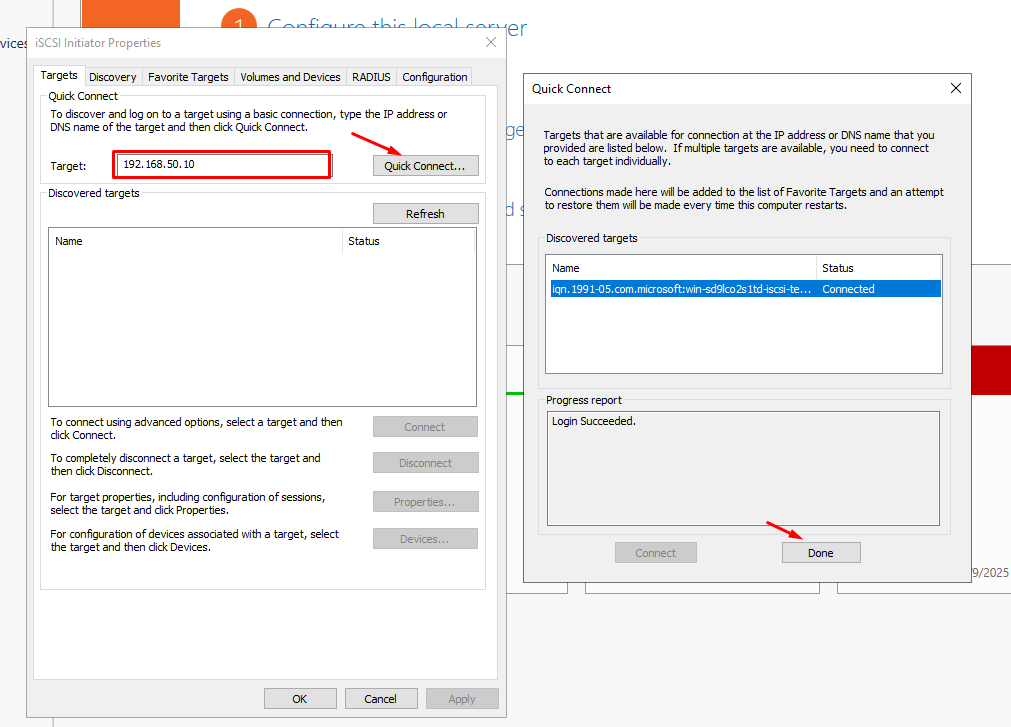 1 Configure this local server
vices
iSCSI Initiator Properties
Targets Discovery Favorite Targets Volumes and Devices RADIUS Configuration
Quick Connect
To discover and log on to a target using a basic connection, type the IP address or
DNS name of the target and then click Quick Connect.
Target: 192.168.50.10 Quick Connect...
Discovered targets
Refresh
Name Status
To connect using advanced options, select a target and then
click Connect.
Connect
To completely disconnect a target, select the target and
then click Disconnect.
Disconnect
For target properties, including configuration of sessions,
select the target and click Properties.
Properties...
For configuration of devices associated with a target, select
the target and then click Devices.
Devices...
OK Cancel Apply
Quick Connect
Targets that are available for connection at the IP address or DNS name that you
provided are listed below. If multiple targets are available, you need to connect
to each target individually.
Connections made here will be added to the list of Favorite Targets and an attempt
to restore them will be made every time this computer restarts.
Discovered targets
Name Status
iqn.1991-05.com.microsoft:win-sd9lco2s1td-iscsi-te... Connected
Progress report
Login Succeeded.
Connect Done
ge
d s
9/2025